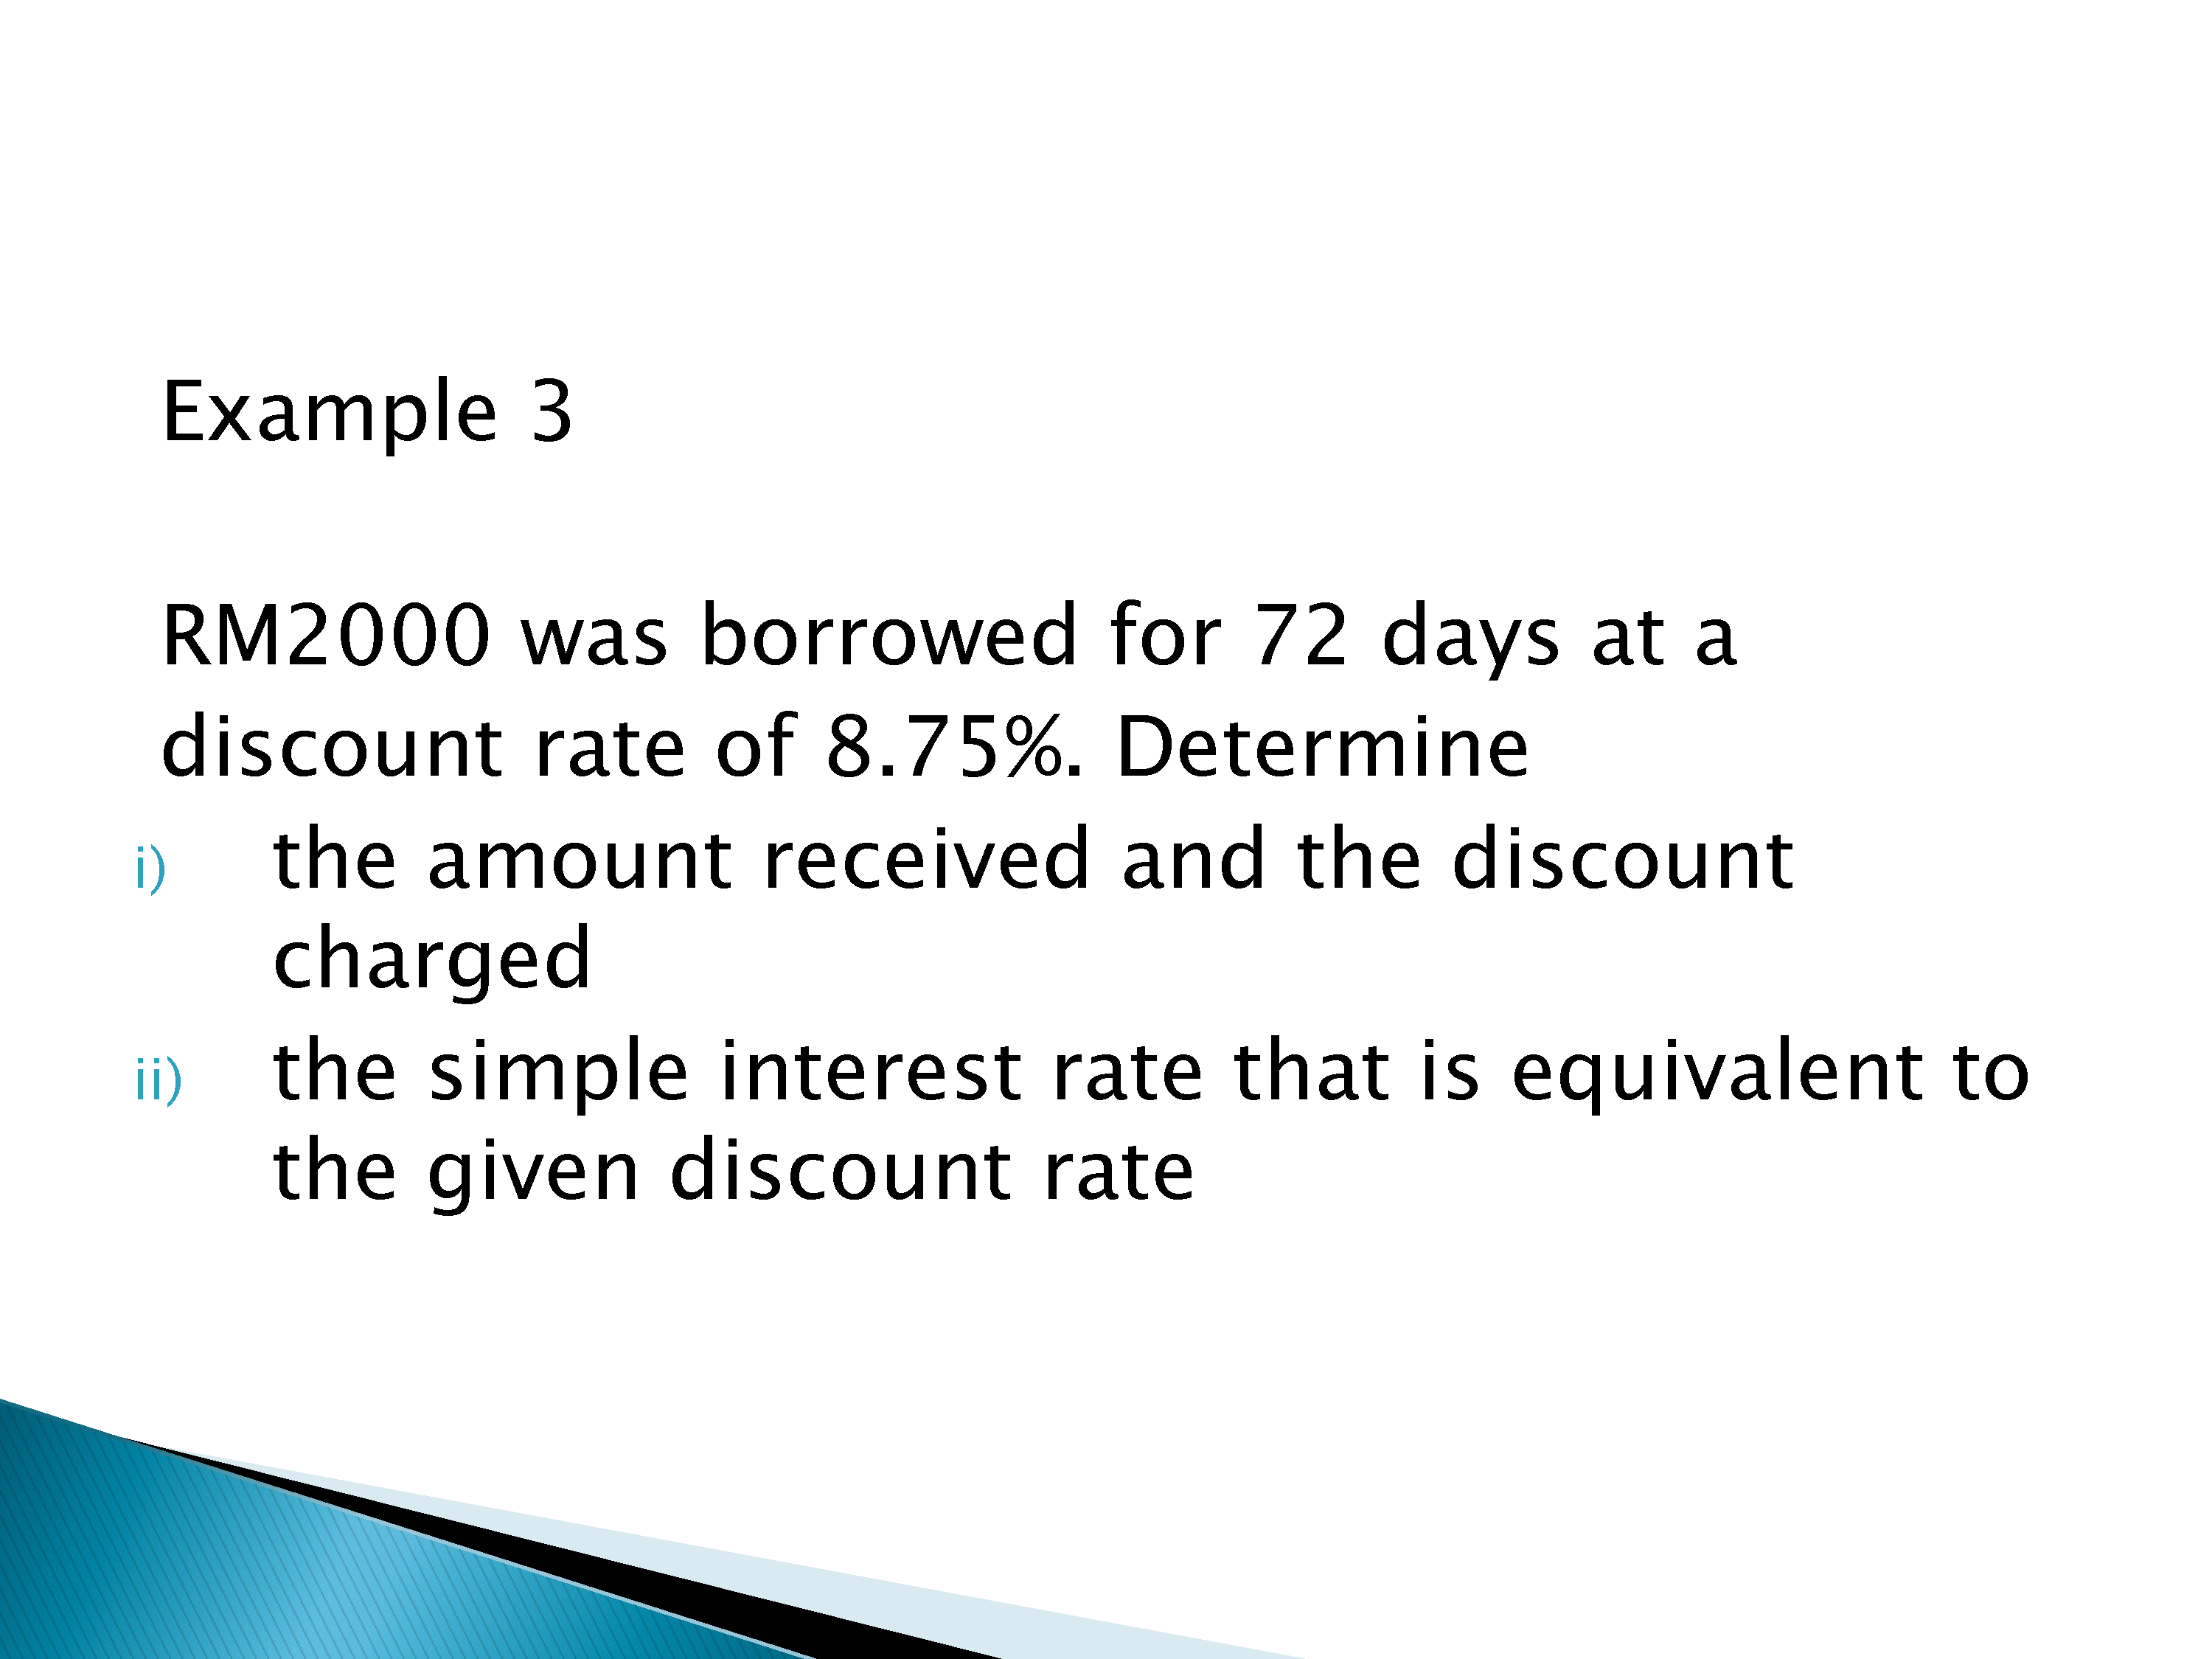 Example 3
RM2000 was borrowed for 72 days at a
discount rate of 8.75%. Determine
i) the amount received and the discount
charged
ii) the simple interest rate that is equivalent to
the given discount rate